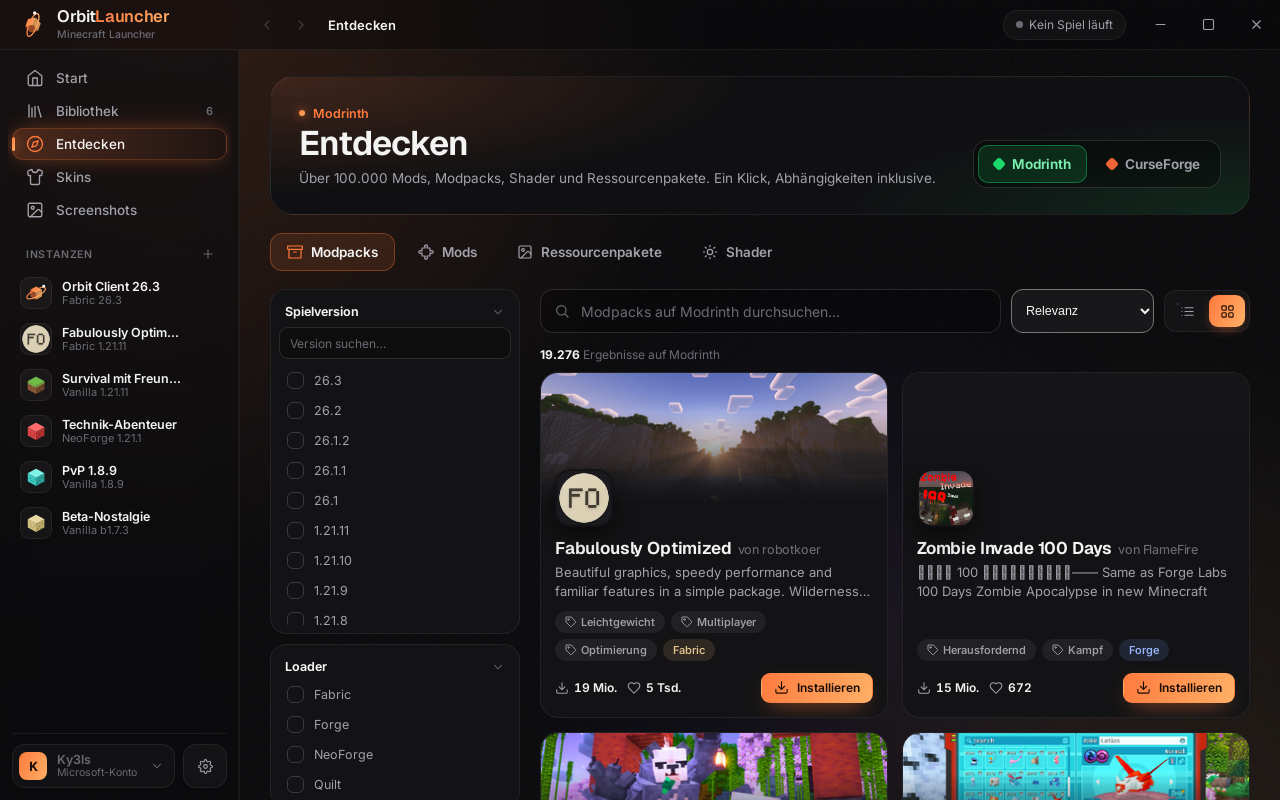 OrbitLauncher
Minecraft Launcher
Entdecken
Kein Spiel läuft
Start
Bibliothek 6
Entdecken
Skins
Screenshots
INSTANZEN
Orbit Client 26.3
Fabric 26.3
Fabulously Optim...
Fabric 1.21.11
Survival mit Freun...
Vanilla 1.21.11
Technik-Abenteuer
NeoForge 1.21.1
PvP 1.8.9
Vanilla 1.8.9
Beta-Nostalgie
Vanilla b1.7.3
K
Ky3ls
Microsoft-Konto
Modrinth
Entdecken
Über 100.000 Mods, Modpacks, Shader und Ressourcenpakete. Ein Klick, Abhängigkeiten inklusive.
Modrinth CurseForge
Modpacks Mods Ressourcenpakete Shader
Spielversion
Version suchen...
26.3
26.2
26.1.2
26.1.1
26.1
1.21.11
1.21.10
1.21.9
1.21.8
Loader
Fabric
Forge
NeoForge
Quilt
Modpacks auf Modrinth durchsuchen...
Relevanz
19.276 Ergebnisse auf Modrinth
FO
Fabulously Optimized von robotkoer
Beautiful graphics, speedy performance and
familiar features in a simple package. Wilderness...
Leichtgewicht Multiplayer
Optimierung Fabric
19 Mio. 5 Tsd. Installieren
Zombie Invade 100 Days von FlameFire
100 —— Same as Forge Labs
100 Days Zombie Apocalypse in new Minecraft
Herausfordernd Kampf Forge
15 Mio. 672 Installieren